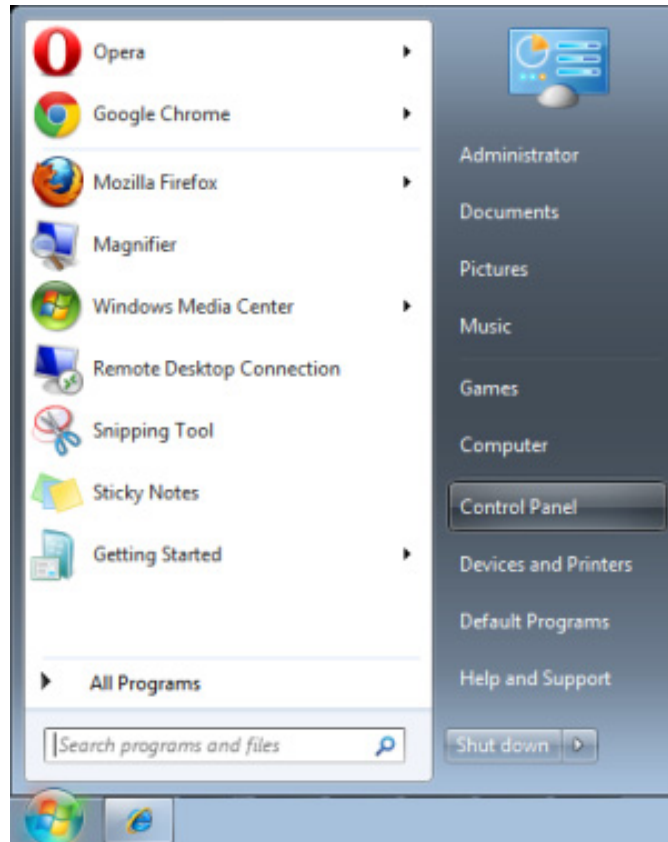 Opera
Google Chrome
Mozilla Firefox
Magnifier
Windows Media Center
Remote Desktop Connection
Snipping Tool
Sticky Notes
Getting Started
All Programs
Search programs and files
Administrator
Documents
Pictures
Music
Games
Computer
Control Panel
Devices and Printers
Default Programs
Help and Support
Shut down